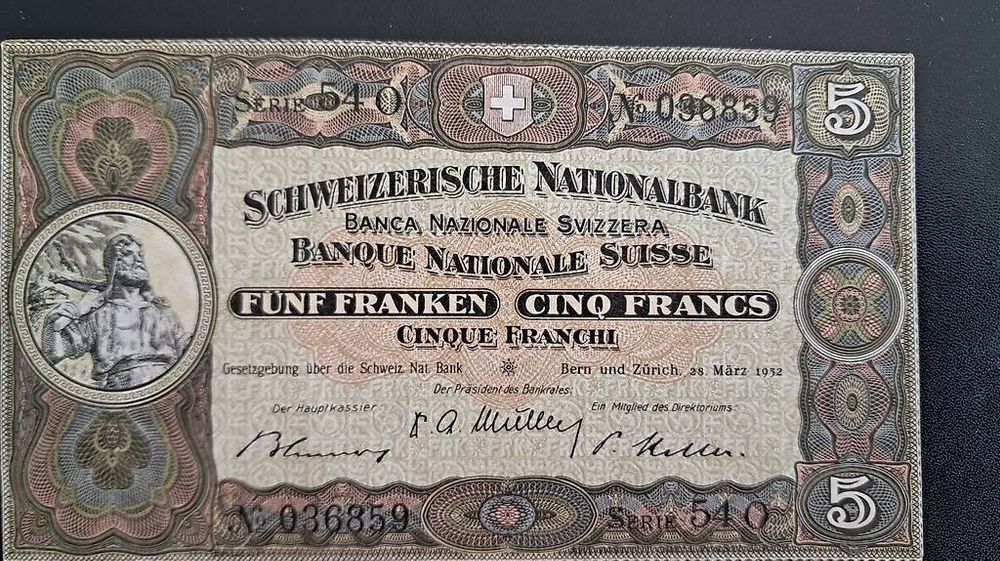 SERIE 54 O
No 036859
5
SCHWEIZERISCHE NATIONALBANK
BANCA NAZIONALE SVIZZERA
BANQUE NATIONALE SUISSE
FÜNF FRANKEN CINQ FRANCS
CINQUE FRANCHI
Gesetzgebung über die Schweiz. Nat. Bank
Bern und Zürich, 28. März 1952
Der Präsident des Bankrates:
Der Hauptkassier:
Ein Mitglied des Direktoriums:
A. Müller
No 036859
SERIE 54 O
5